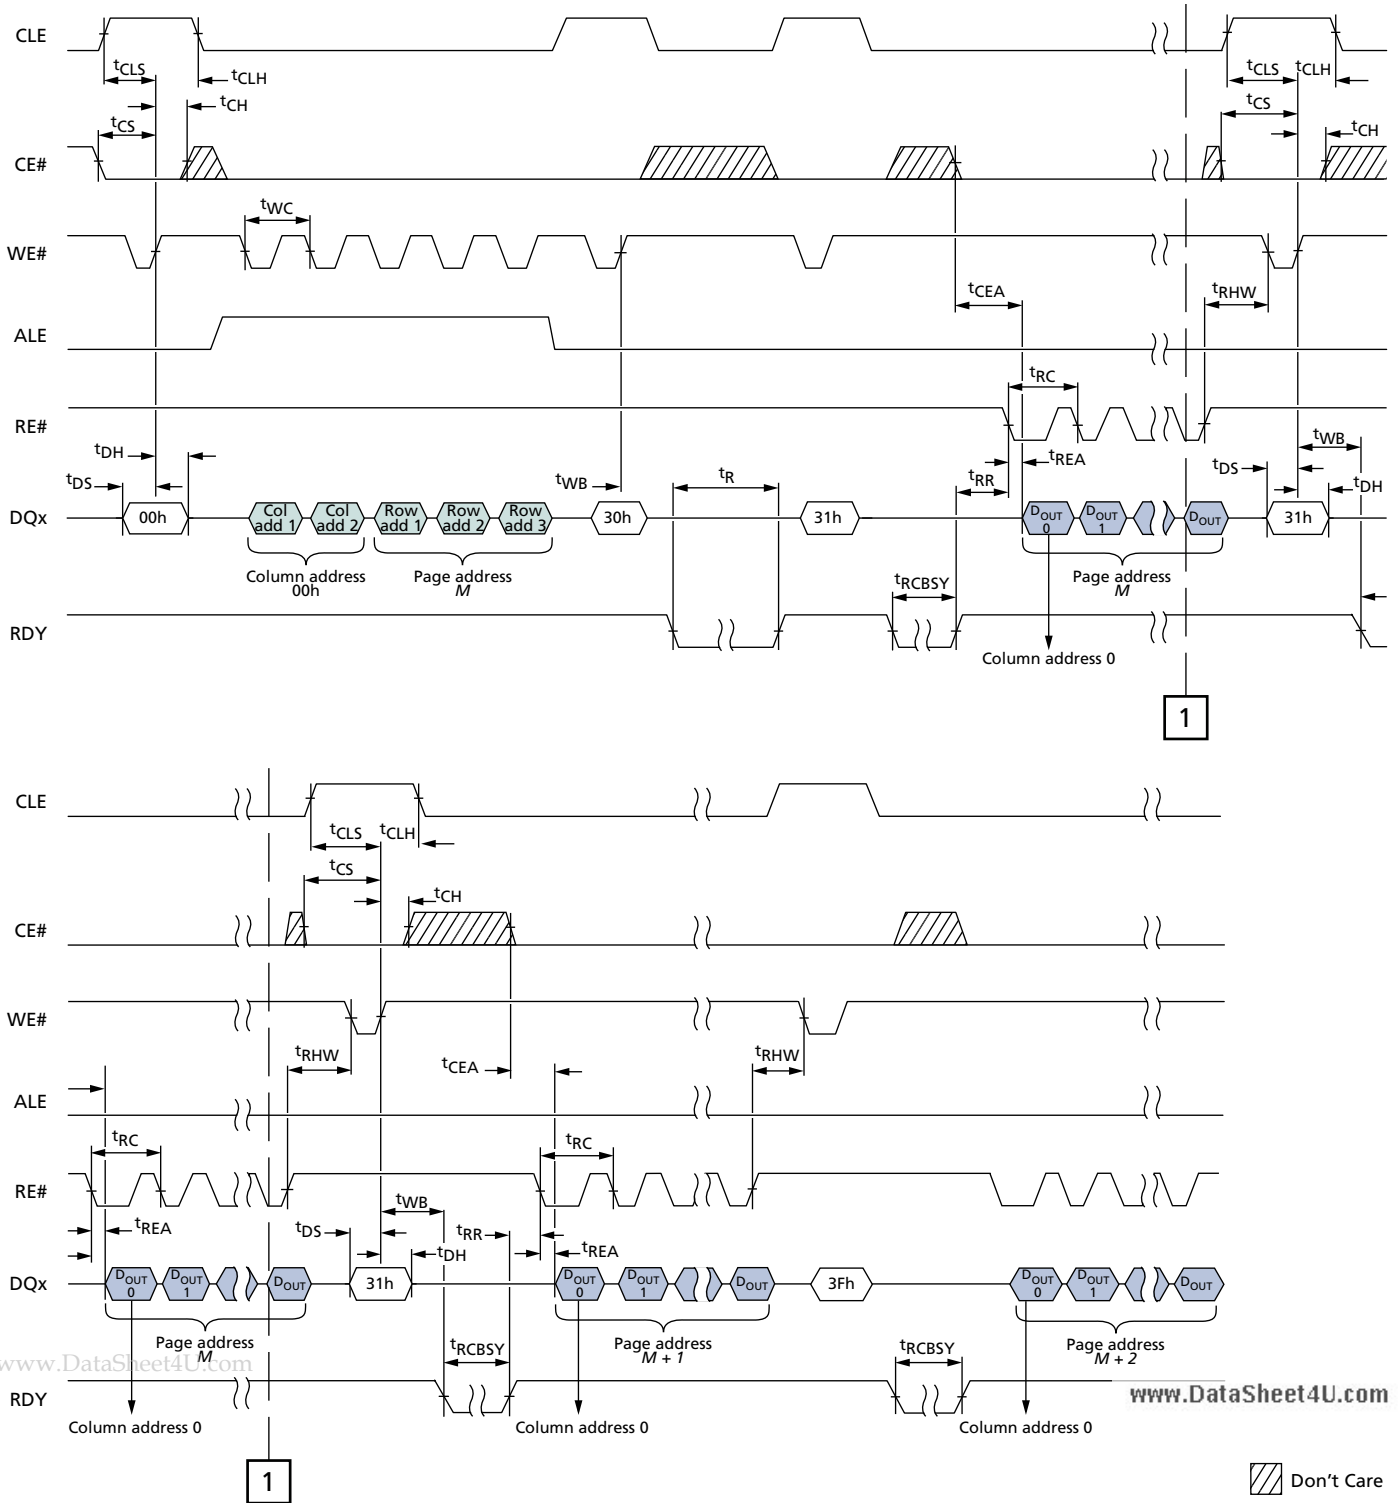 CLE
tCLS
tCLH
tCLS
tCLH
tCH
tCS
tCS
tCH
CE#
tWC
WE#
tCEA
tRHW
ALE
tRC
RE#
tDH
tREA
tWB
tDS
tWB
tR
tRR
tDS
tDH
DQx
00h
Col add 1
Col add 2
Row add 1
Row add 2
Row add 3
30h
31h
DOUT 0
DOUT 1
DOUT
31h
Column address 00h
Page address M
tRCBSY
Page address M
RDY
Column address 0
1
CLE
tCLS
tCLH
tCS
tCH
CE#
WE#
tRHW
tCEA
tRHW
ALE
tRC
tRC
RE#
tREA
tDS
tWB
tDH
tRR
tREA
DQx
DOUT 0
DOUT 1
DOUT
31h
DOUT 0
DOUT 1
DOUT
3Fh
DOUT 0
DOUT 1
DOUT
Page address M
tRCBSY
Page address M + 1
tRCBSY
Page address M + 2
www.DataSheet4U.com
RDY
www.DataSheet4U.com
Column address 0
Column address 0
Column address 0
1
Don't Care